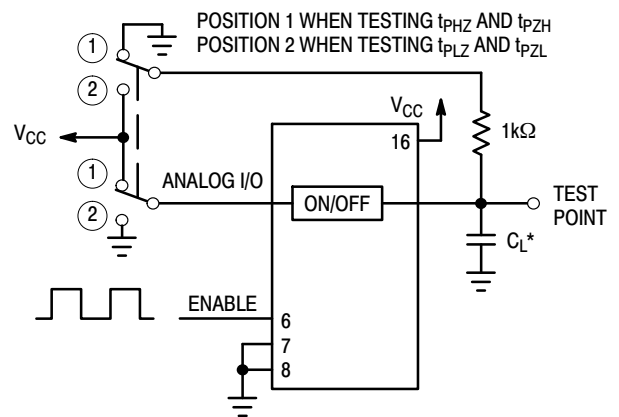 POSITION 1 WHEN TESTING tPHZ AND tPZH
POSITION 2 WHEN TESTING tPLZ AND tPZL
1
2
VCC
VCC
16
1kΩ
1
ANALOG I/O
ON/OFF
TEST
POINT
2
CL*
ENABLE
6
7
8